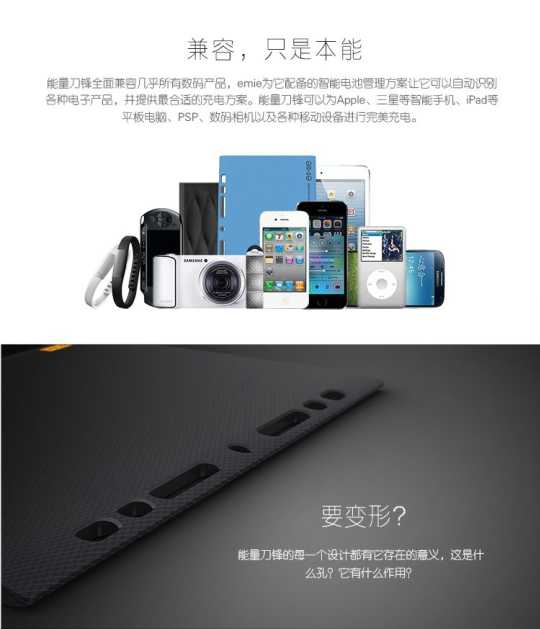 兼容，只是本能
能量刀锋全面兼容几乎所有数码产品，emie为它配备的智能电池管理方案让它可以自动识别
各种电子产品，并提供最合适的充电方案。能量刀锋可以为Apple、三星等智能手机、iPad等
平板电脑、PSP、数码相机以及各种移动设备进行完美充电。
SAMSUNG
要变形？
能量刀锋的每一个设计都有它存在的意义，这是什
么孔？它有什么作用？